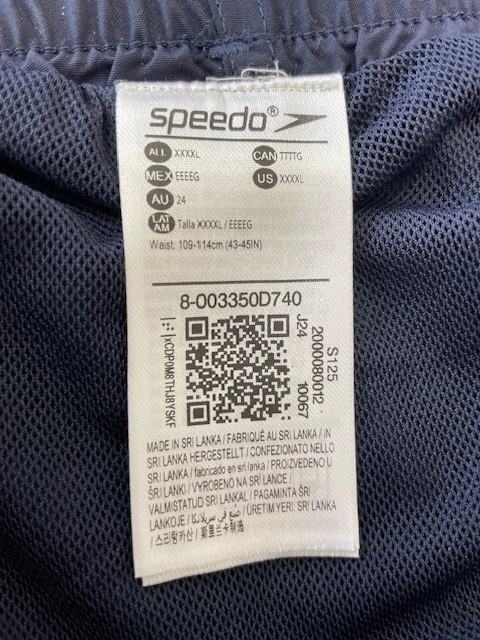 speedo®
ALL XXXXL CAN TTTTG
MEX EEEEG US XXXXL
AU 24
LAT AM Talla XXXXL / EEEEG
Waist: 109-114cm (43-45IN)
8-003350D740
xCDP0M8THJ8YSKF
J24
2000080012 10067
S125
MADE IN SRI LANKA / FABRIQUÉ AU SRI LANKA / IN
SRI LANKA HERGESTELLT / CONFEZIONATO NELLO
SRI LANKA / fabricado en sri lanka / PROIZVEDENO U
ŠRI LANKI / VYROBENO NA SRÍ LANCE /
VALMISTATUD SRI LANKAL / PAGAMINTA ŠRI
LANKOJE / صنع في سريلانكا / ÜRETIM YERI: SRI LANKA
/ 스리랑카산 / 斯里兰卡制造